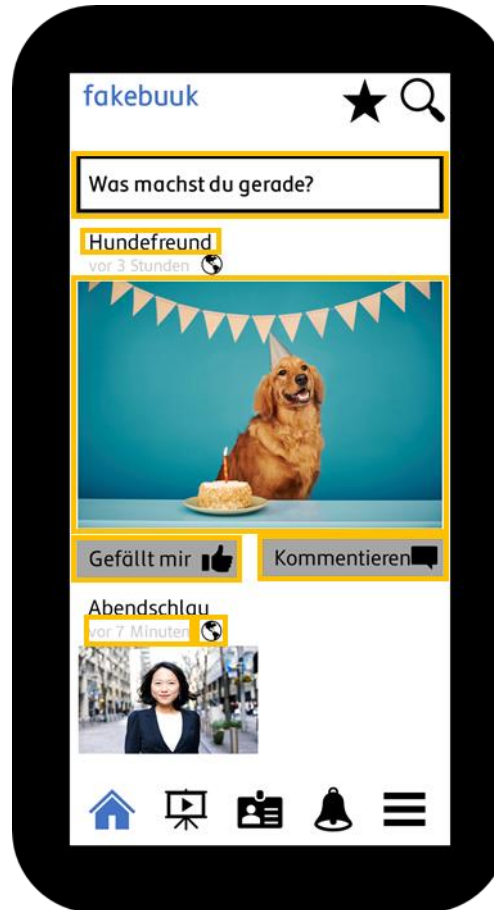 fakebuuk
Was machst du gerade?
Hundefreund
vor 3 Stunden
Gefällt mir
Kommentieren
Abendschlau
vor 7 Minuten